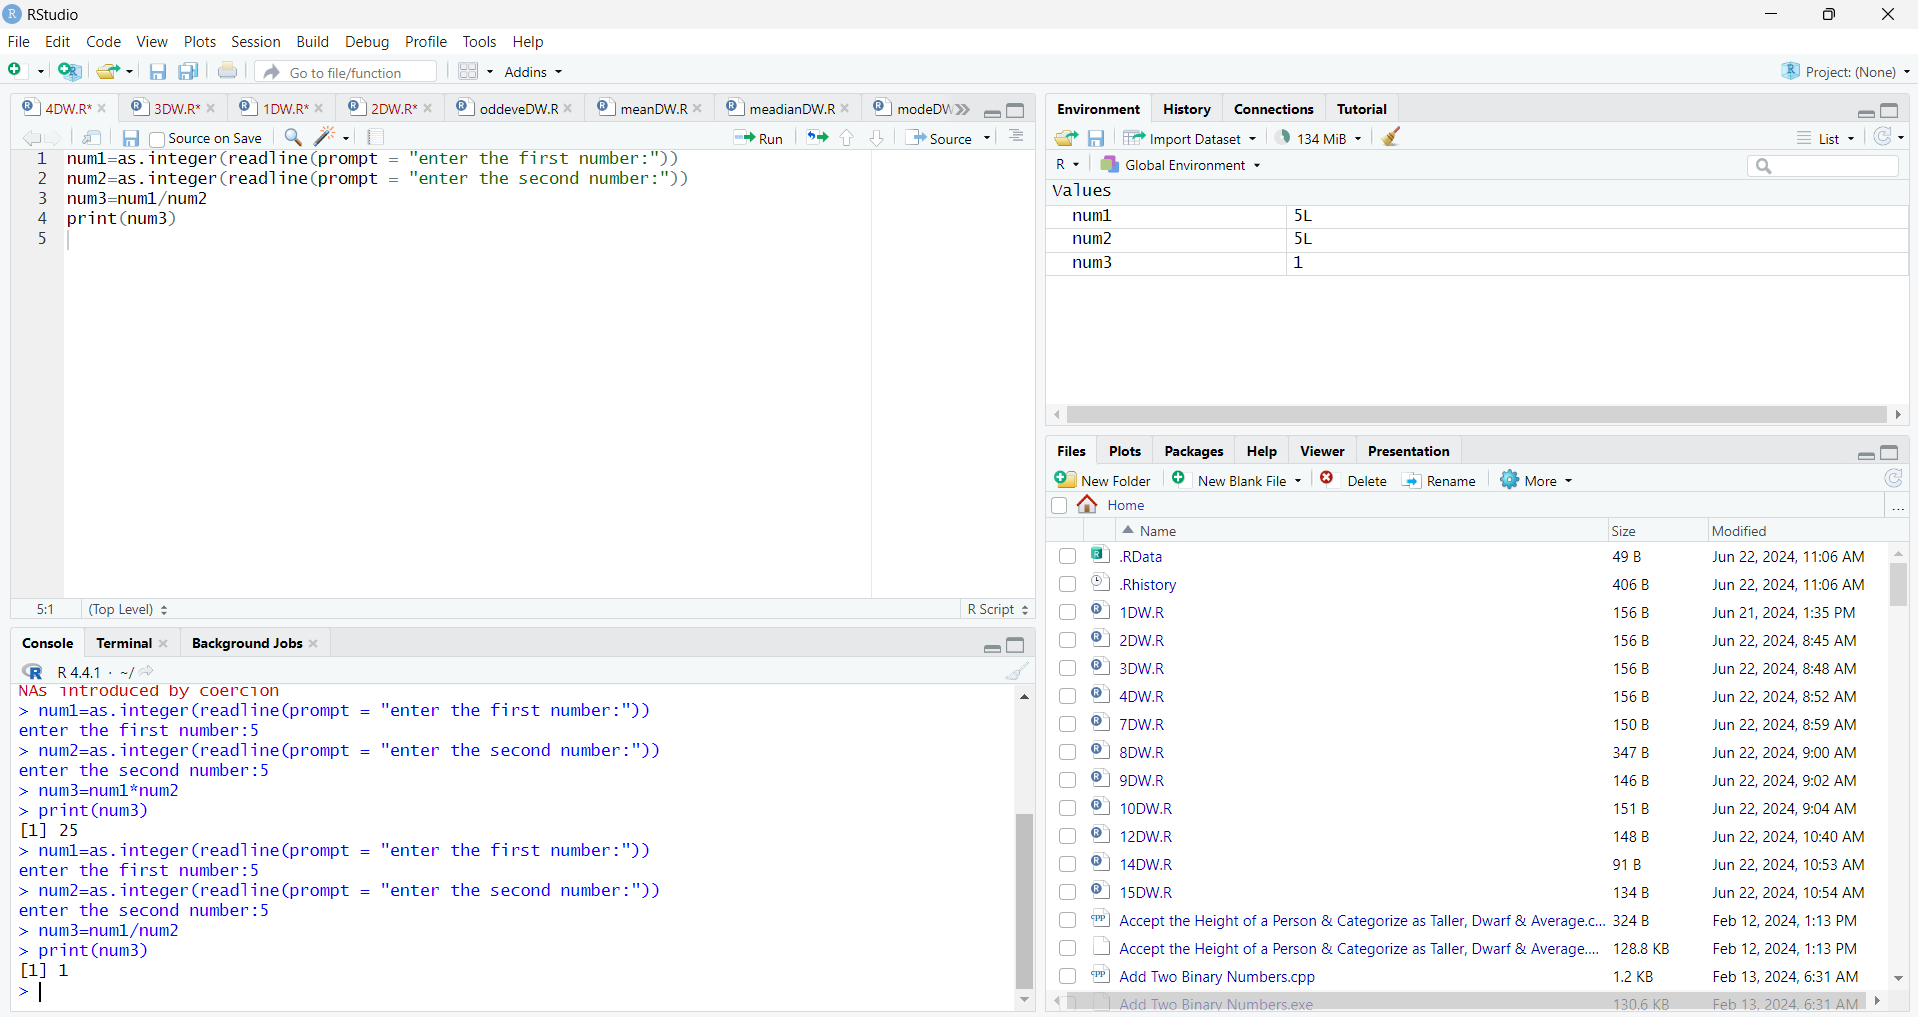 RStudio
File Edit Code View Plots Session Build Debug Profile Tools Help
Go to file/function Addins Project: (None)
4DW.R* 3DW.R* 1DW.R* 2DW.R* oddeveDW.R meanDW.R meadianDW.R modeDW
Source on Save Run Source
1 num1=as.integer(readline(prompt = "enter the first number:"))
2 num2=as.integer(readline(prompt = "enter the second number:"))
3 num3=num1/num2
4 print(num3)
5
5:1 (Top Level) R Script
Console Terminal Background Jobs
R 4.4.1 · ~/
NAs introduced by coercion
> num1=as.integer(readline(prompt = "enter the first number:"))
enter the first number:5
> num2=as.integer(readline(prompt = "enter the second number:"))
enter the second number:5
> num3=num1*num2
> print(num3)
[1] 25
> num1=as.integer(readline(prompt = "enter the first number:"))
enter the first number:5
> num2=as.integer(readline(prompt = "enter the second number:"))
enter the second number:5
> num3=num1/num2
> print(num3)
[1] 1
>
Environment History Connections Tutorial
Import Dataset 134 MiB List
R Global Environment
Values
num1 5L
num2 5L
num3 1
Files Plots Packages Help Viewer Presentation
New Folder New Blank File Delete Rename More
Home ...
Name Size Modified
.RData 49 B Jun 22, 2024, 11:06 AM
.Rhistory 406 B Jun 22, 2024, 11:06 AM
1DW.R 156 B Jun 21, 2024, 1:35 PM
2DW.R 156 B Jun 22, 2024, 8:45 AM
3DW.R 156 B Jun 22, 2024, 8:48 AM
4DW.R 156 B Jun 22, 2024, 8:52 AM
7DW.R 150 B Jun 22, 2024, 8:59 AM
8DW.R 347 B Jun 22, 2024, 9:00 AM
9DW.R 146 B Jun 22, 2024, 9:02 AM
10DW.R 151 B Jun 22, 2024, 9:04 AM
12DW.R 148 B Jun 22, 2024, 10:40 AM
14DW.R 91 B Jun 22, 2024, 10:53 AM
15DW.R 134 B Jun 22, 2024, 10:54 AM
Accept the Height of a Person & Categorize as Taller, Dwarf & Average.c... 324 B Feb 12, 2024, 1:13 PM
Accept the Height of a Person & Categorize as Taller, Dwarf & Average.... 128.8 KB Feb 12, 2024, 1:13 PM
Add Two Binary Numbers.cpp 1.2 KB Feb 13, 2024, 6:31 AM
Add Two Binary Numbers.exe 130.6 KB Feb 13, 2024, 6:31 AM